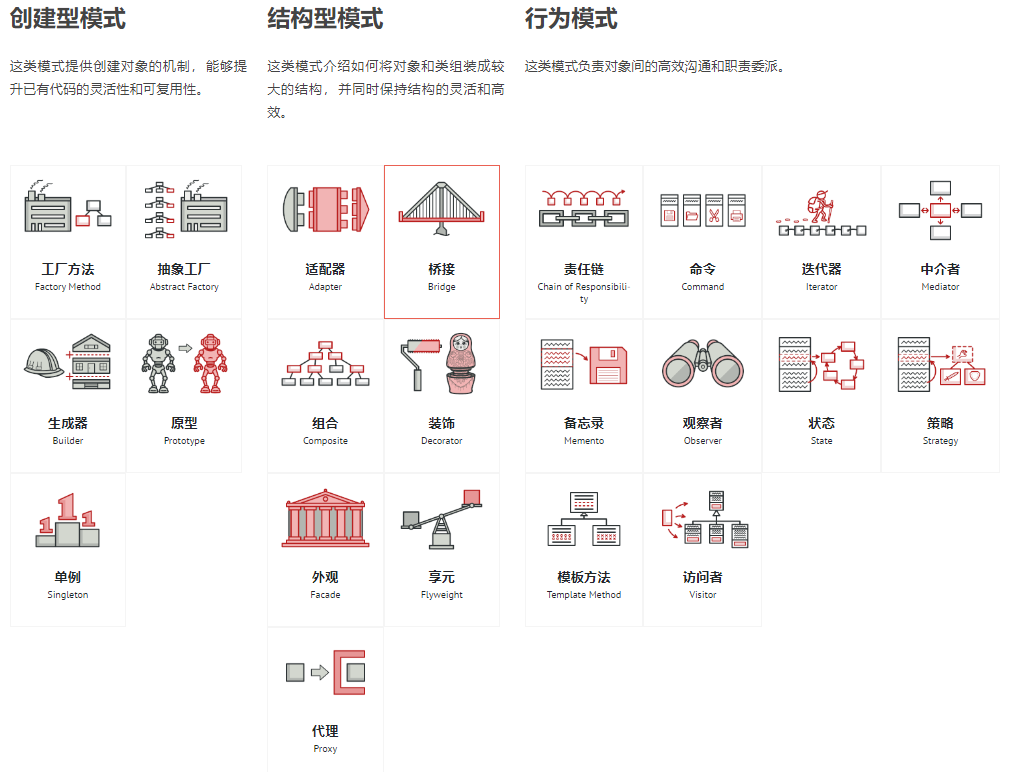 创建型模式
这类模式提供创建对象的机制， 能够提
升已有代码的灵活性和可复用性。
工厂方法
Factory Method
抽象工厂
Abstract Factory
生成器
Builder
原型
Prototype
1 1 1
单例
Singleton
结构型模式
这类模式介绍如何将对象和类组装成较
大的结构， 并同时保持结构的灵活和高
效。
适配器
Adapter
桥接
Bridge
组合
Composite
装饰
Decorator
外观
Facade
享元
Flyweight
代理
Proxy
行为模式
这类模式负责对象间的高效沟通和职责委派。
责任链
Chain of Responsibili-
ty
命令
Command
迭代器
Iterator
中介者
Mediator
备忘录
Memento
观察者
Observer
状态
State
策略
Strategy
模板方法
Template Method
访问者
Visitor